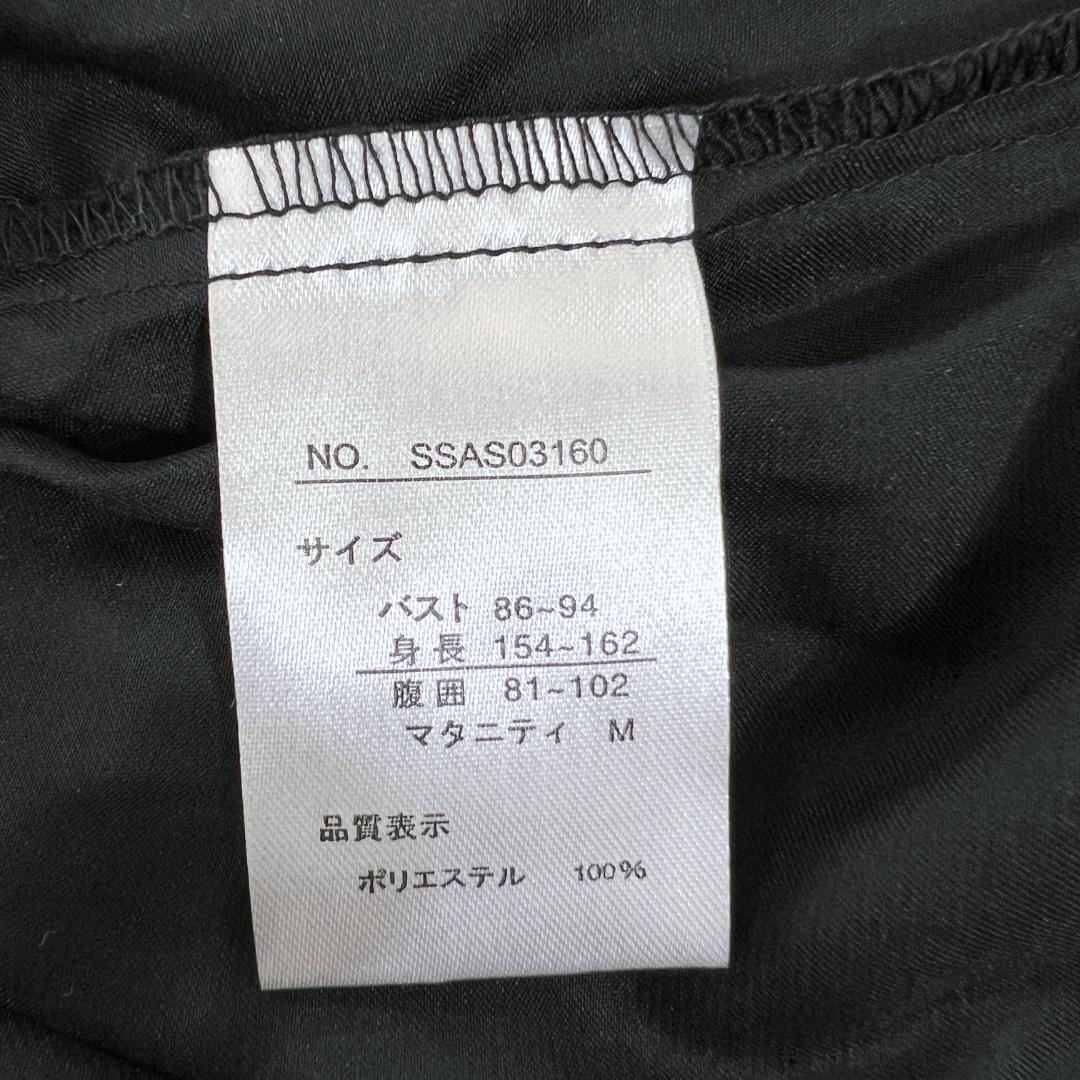 NO. SSAS03160
サイズ
バスト 86~94
身長 154~162
腹囲 81~102
マタニティ M
品質表示
ポリエステル 100%